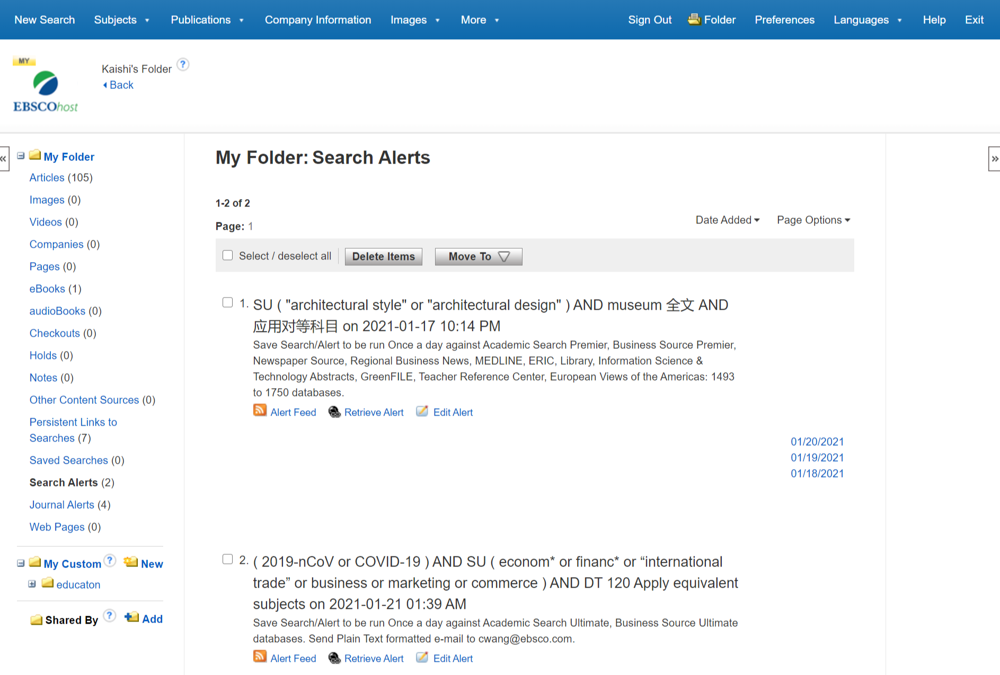 New Search Subjects Publications Company Information Images More Sign Out Folder Preferences Languages Help Exit
MY
EBSCOhost
Kaishi's Folder ?
Back
«
My Folder
Articles (105)
Images (0)
Videos (0)
Companies (0)
Pages (0)
eBooks (1)
audioBooks (0)
Checkouts (0)
Holds (0)
Notes (0)
Other Content Sources (0)
Persistent Links to
Searches (7)
Saved Searches (0)
Search Alerts (2)
Journal Alerts (4)
Web Pages (0)
My Custom ? New
educaton
Shared By ? Add
My Folder: Search Alerts
»
1-2 of 2
Page: 1
Date Added Page Options
Select / deselect all Delete Items Move To
1. SU ( "architectural style" or "architectural design" ) AND museum 全文 AND
应用对等科目 on 2021-01-17 10:14 PM
Save Search/Alert to be run Once a day against Academic Search Premier, Business Source Premier,
Newspaper Source, Regional Business News, MEDLINE, ERIC, Library, Information Science &
Technology Abstracts, GreenFILE, Teacher Reference Center, European Views of the Americas: 1493
to 1750 databases.
Alert Feed Retrieve Alert Edit Alert
01/20/2021
01/19/2021
01/18/2021
2. ( 2019-nCoV or COVID-19 ) AND SU ( econom* or financ* or “international
trade” or business or marketing or commerce ) AND DT 120 Apply equivalent
subjects on 2021-01-21 01:39 AM
Save Search/Alert to be run Once a day against Academic Search Ultimate, Business Source Ultimate
databases. Send Plain Text formatted e-mail to cwang@ebsco.com.
Alert Feed Retrieve Alert Edit Alert